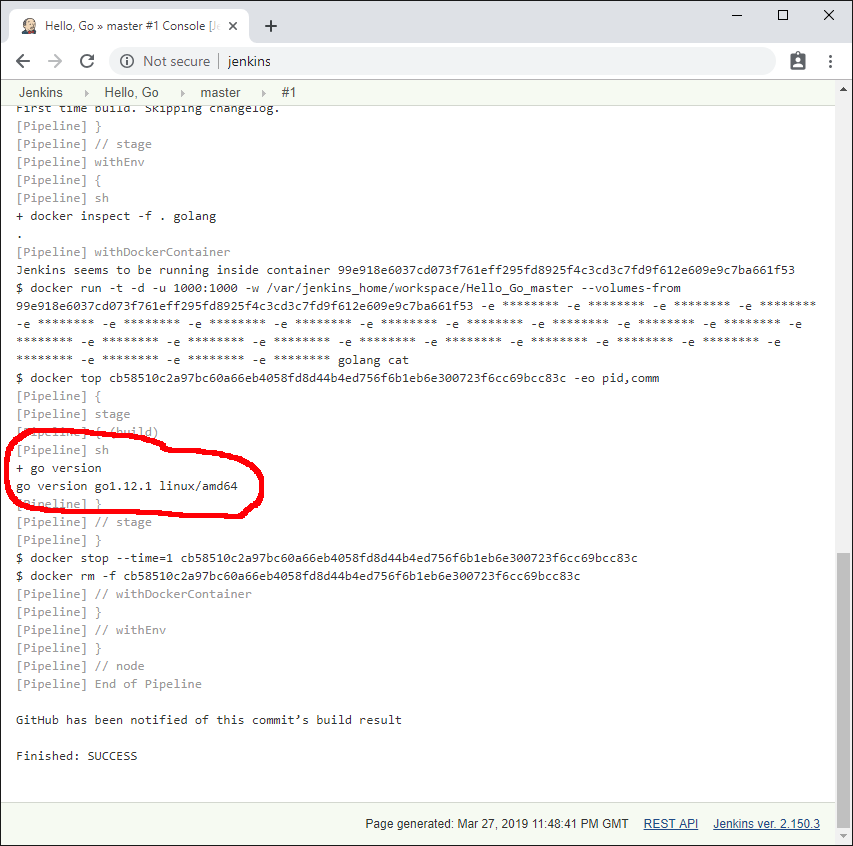 Hello, Go » master #1 Console [Je
Not secure | jenkins
Jenkins Hello, Go master #1
First time build. Skipping changelog.
[Pipeline] }
[Pipeline] // stage
[Pipeline] withEnv
[Pipeline] {
[Pipeline] sh
+ docker inspect -f . golang
.
[Pipeline] withDockerContainer
Jenkins seems to be running inside container 99e918e6037cd073f761eff295fd8925f4c3cd3c7fd9f612e609e9c7ba661f53
$ docker run -t -d -u 1000:1000 -w /var/jenkins_home/workspace/Hello_Go_master --volumes-from
99e918e6037cd073f761eff295fd8925f4c3cd3c7fd9f612e609e9c7ba661f53 -e ******** -e ******** -e ******** -e ********
-e ******** -e ******** -e ******** -e ******** -e ******** -e ******** -e ******** -e ******** -e ******** -e
******** -e ******** -e ******** -e ******** -e ******** -e ******** -e ******** -e ******** -e ******** -e
******** -e ******** -e ******** -e ******** golang cat
$ docker top cb58510c2a97bc60a66eb4058fd8d44b4ed756f6b1eb6e300723f6cc69bcc83c -eo pid,comm
[Pipeline] {
[Pipeline] stage
[Pipeline] { (build)
[Pipeline] sh
+ go version
go version go1.12.1 linux/amd64
[Pipeline] }
[Pipeline] // stage
[Pipeline] }
$ docker stop --time=1 cb58510c2a97bc60a66eb4058fd8d44b4ed756f6b1eb6e300723f6cc69bcc83c
$ docker rm -f cb58510c2a97bc60a66eb4058fd8d44b4ed756f6b1eb6e300723f6cc69bcc83c
[Pipeline] // withDockerContainer
[Pipeline] }
[Pipeline] // withEnv
[Pipeline] }
[Pipeline] // node
[Pipeline] End of Pipeline
GitHub has been notified of this commit’s build result
Finished: SUCCESS
Page generated: Mar 27, 2019 11:48:41 PM GMT REST API Jenkins ver. 2.150.3